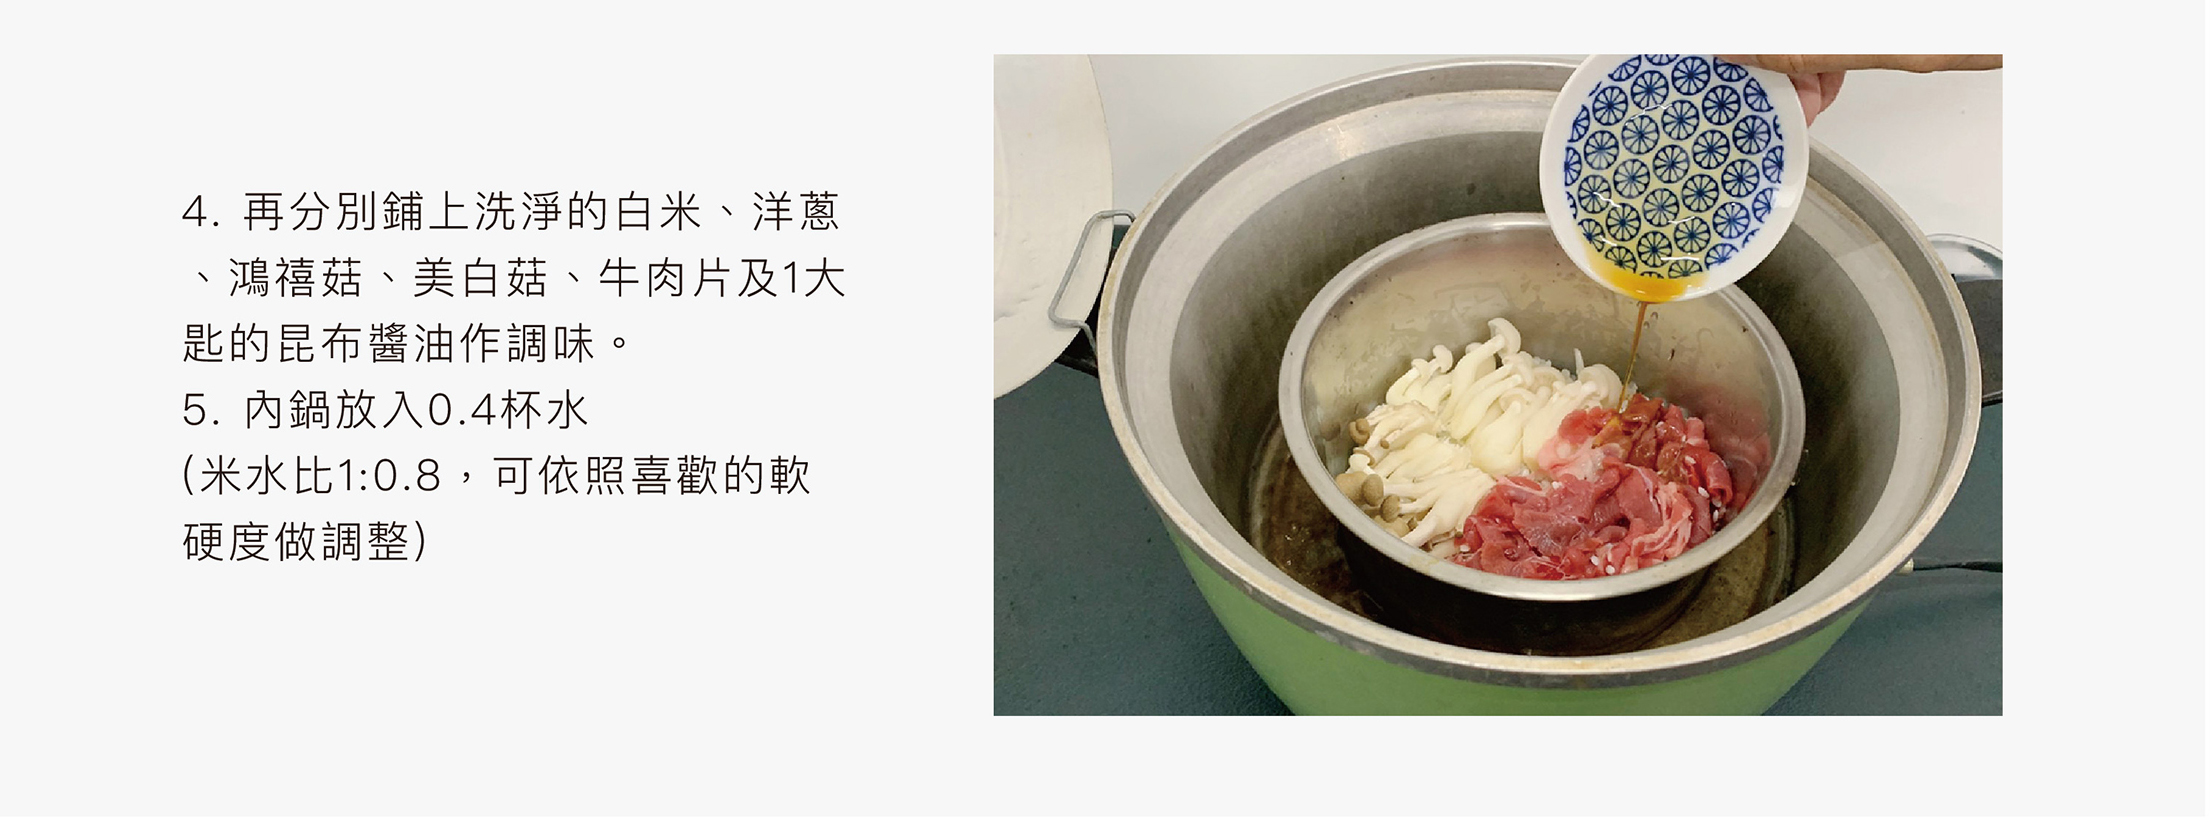 4. 再分別鋪上洗淨的白米、洋蔥
、鴻禧菇、美白菇、牛肉片及1大
匙的昆布醬油作調味。
5. 內鍋放入0.4杯水
(米水比1:0.8，可依照喜歡的軟
硬度做調整)